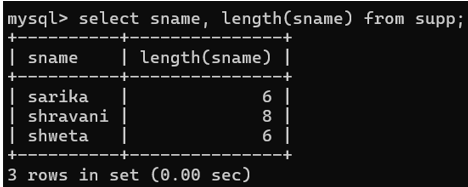 mysql> select sname, length(sname) from supp;
+----------+---------------+
| sname    | length(sname) |
+----------+---------------+
| sarika   |             6 |
| shravani |             8 |
| shweta   |             6 |
+----------+---------------+
3 rows in set (0.00 sec)